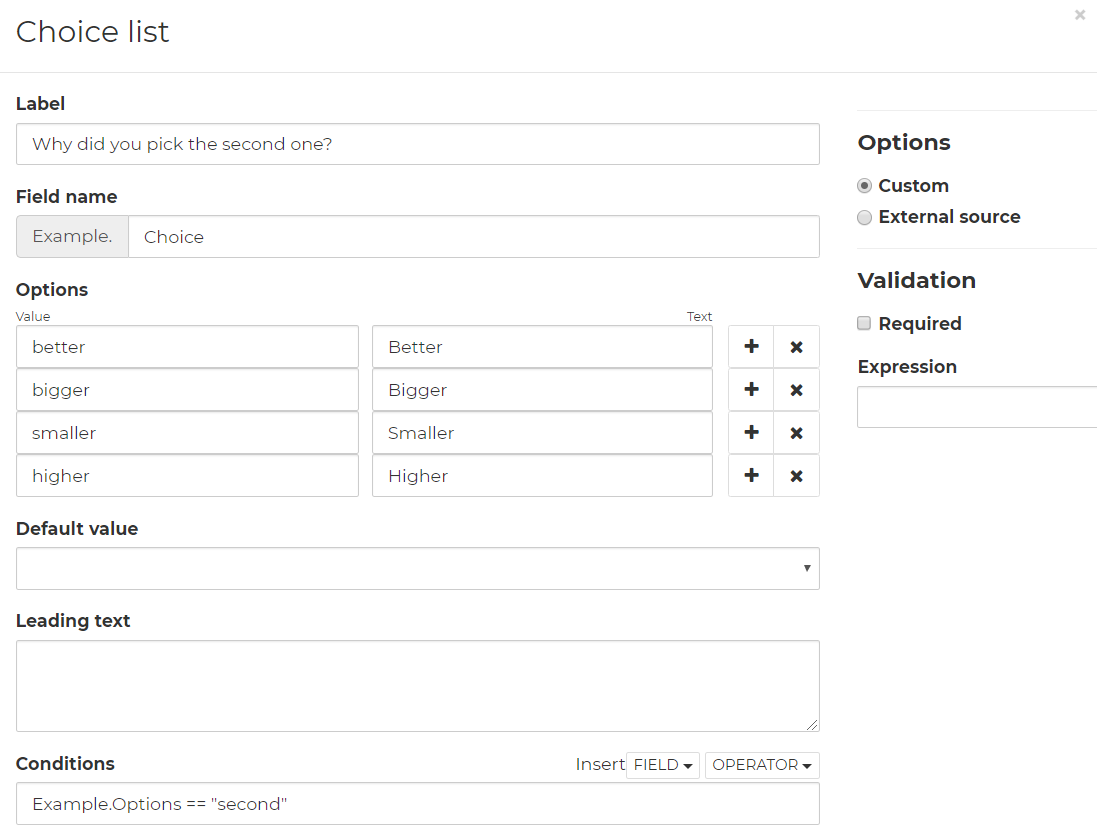 Choice list
×
Label
Why did you pick the second one?
Field name
Example. Choice
Options
Value Text
better Better
bigger Bigger
smaller Smaller
higher Higher
Default value
Leading text
Conditions Insert FIELD OPERATOR
Example.Options == "second"
Options
Custom
External source
Validation
Required
Expression